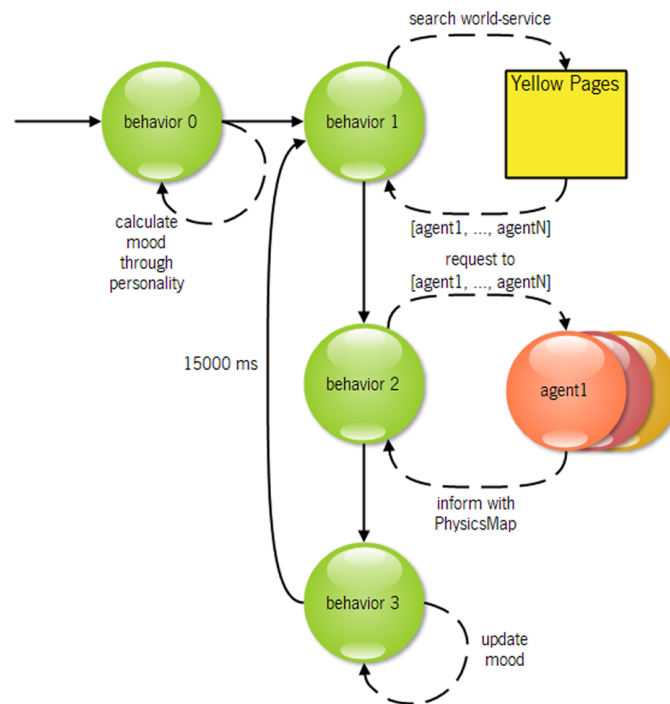 search world-service
Yellow Pages
behavior 0
behavior 1
calculate
mood
through
personality
[agent1, ..., agentN]
request to
[agent1, ..., agentN]
15000 ms
behavior 2
agent1
inform with
PhysicsMap
behavior 3
update
mood